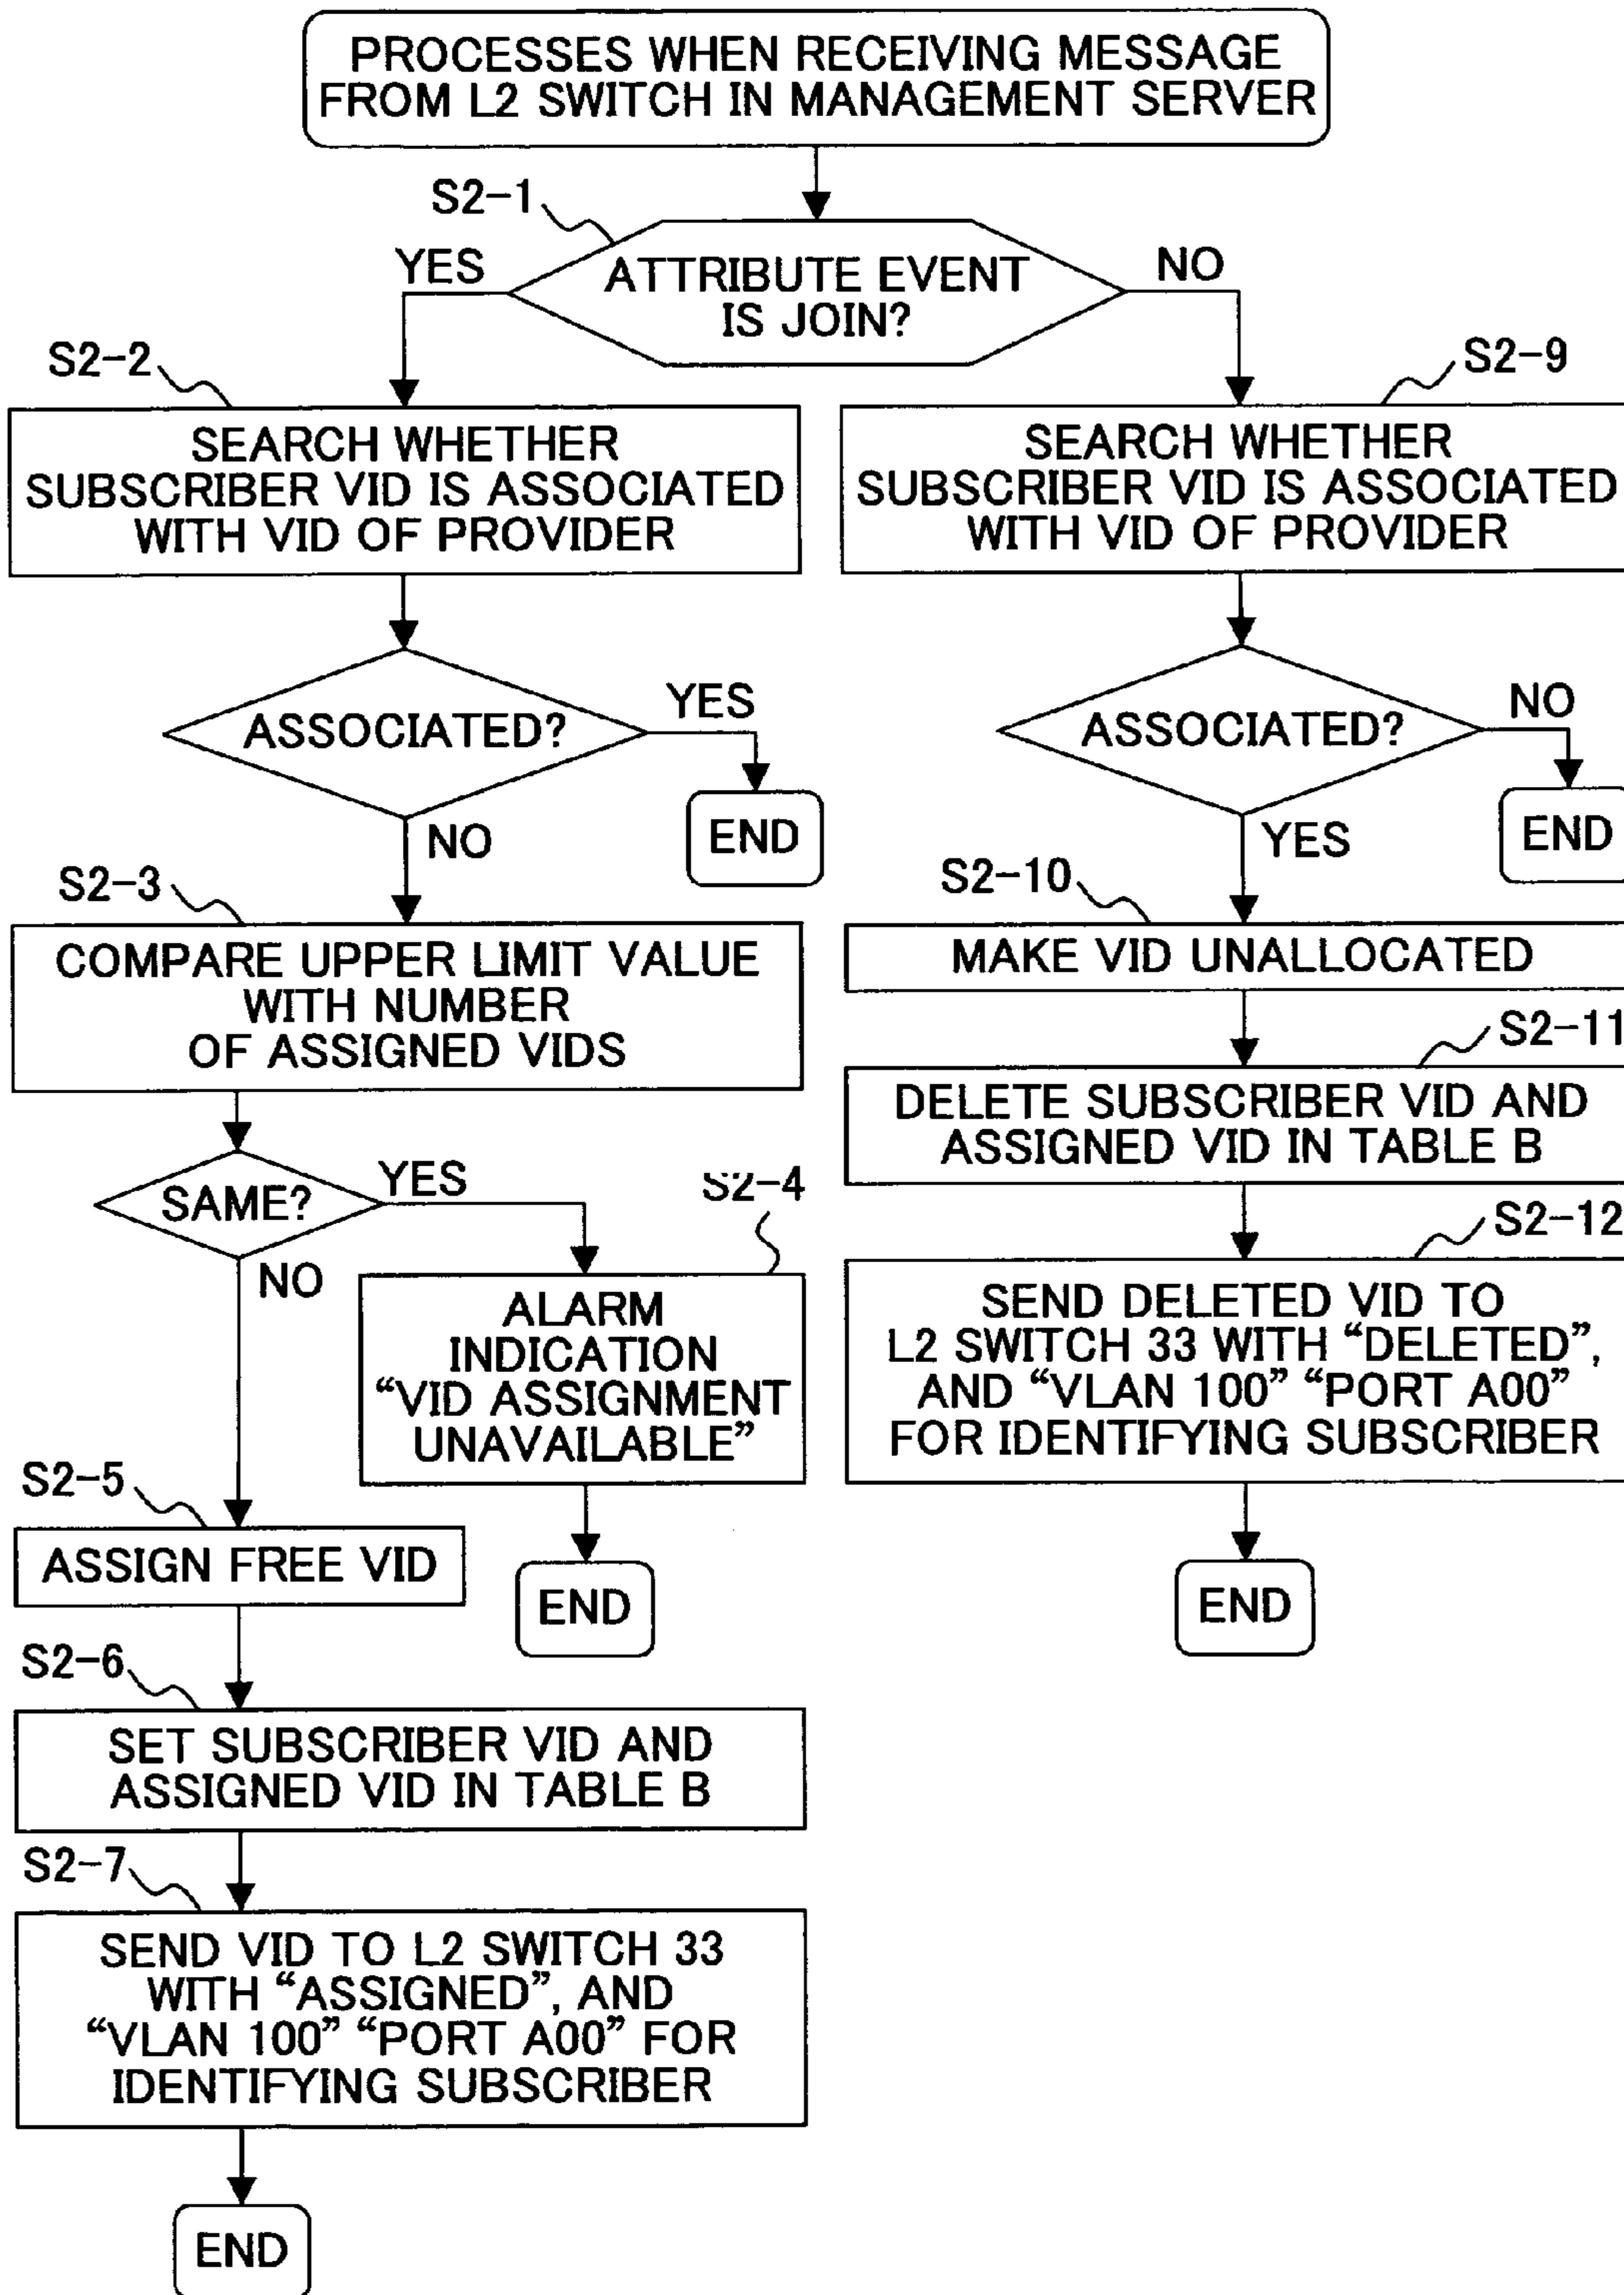 PROCESSES WHEN RECEIVING MESSAGE
FROM L2 SWITCH IN MANAGEMENT SERVER
S2-1
YES
ATTRIBUTE EVENT
IS JOIN?
NO
S2-2
SEARCH WHETHER
SUBSCRIBER VID IS ASSOCIATED
WITH VID OF PROVIDER
S2-9
SEARCH WHETHER
SUBSCRIBER VID IS ASSOCIATED
WITH VID OF PROVIDER
ASSOCIATED?
YES
END
NO
ASSOCIATED?
NO
END
YES
S2-3
COMPARE UPPER LIMIT VALUE
WITH NUMBER
OF ASSIGNED VIDS
S2-10
MAKE VID UNALLOCATED
S2-11
DELETE SUBSCRIBER VID AND
ASSIGNED VID IN TABLE B
SAME?
YES
NO
S2-4
ALARM
INDICATION
“VID ASSIGNMENT
UNAVAILABLE”
END
S2-12
SEND DELETED VID TO
L2 SWITCH 33 WITH “DELETED”,
AND “VLAN 100” “PORT A00”
FOR IDENTIFYING SUBSCRIBER
END
S2-5
ASSIGN FREE VID
S2-6
SET SUBSCRIBER VID AND
ASSIGNED VID IN TABLE B
S2-7
SEND VID TO L2 SWITCH 33
WITH “ASSIGNED”, AND
“VLAN 100” “PORT A00” FOR
IDENTIFYING SUBSCRIBER
END